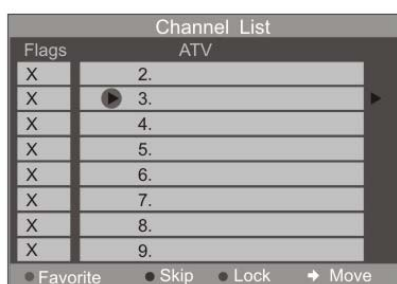 Channel List
Flags ATV
X 2.
X 3.
X 4.
X 5.
X 6.
X 7.
X 8.
X 9.
Favorite Skip Lock Move